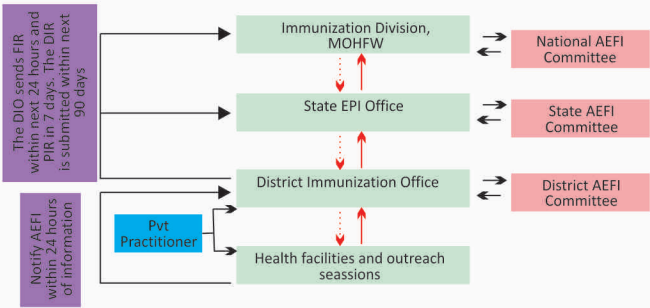 The DIO sends FIR
within next 24 hours and
PIR in 7 days. The DIR
is submitted within next
90 days
Notify AEFI
within 24 hours
of information
Pvt
Practitioner
Immunization Division,
MOHFW
State EPI Office
District Immunization Office
Health facilities and outreach
seassions
National AEFI
Committee
State AEFI
Committee
District AEFI
Committee